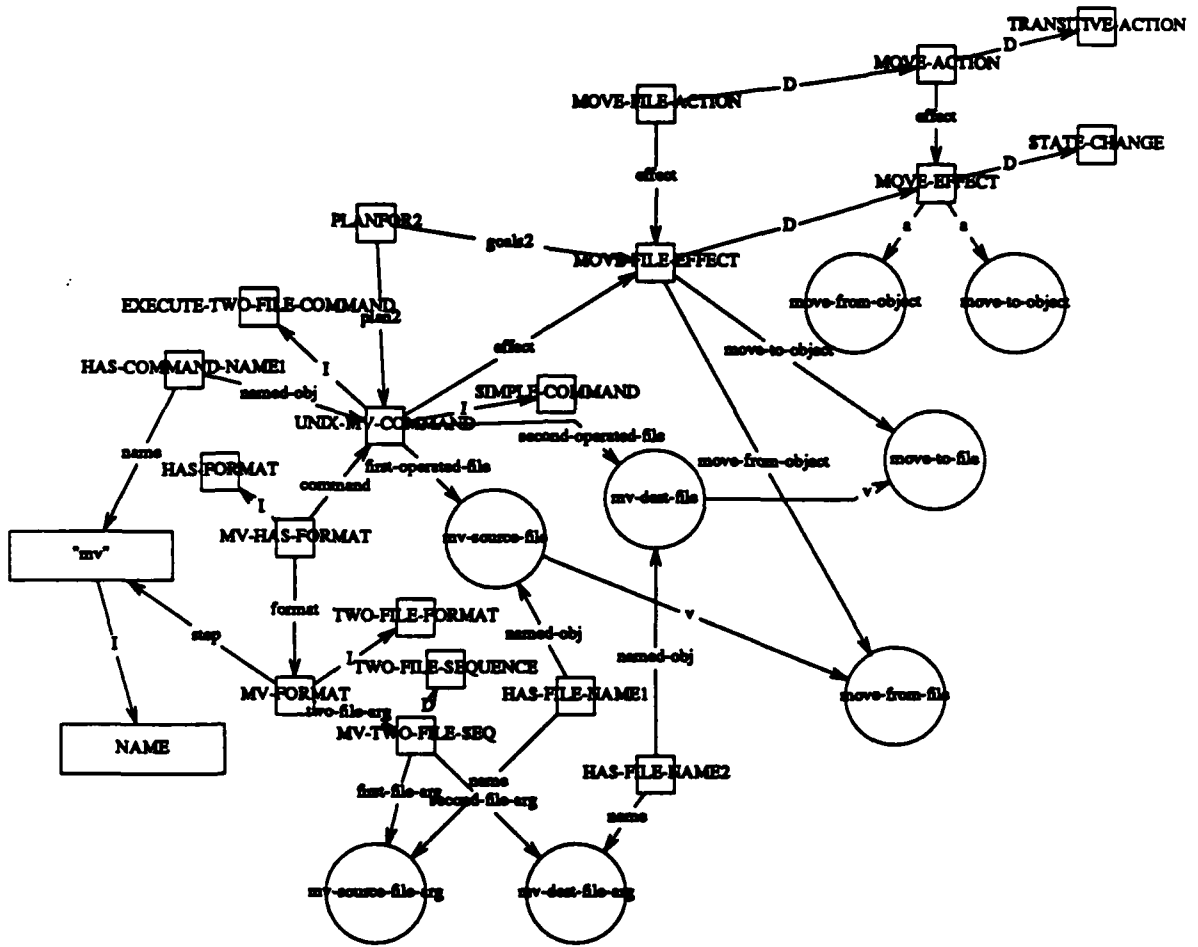 TRANSITIVE-ACTION
D
MOVE-ACTION
D
MOVE-FILE-ACTION
effect
STATE-CHANGE
D
effect
MOVE-EFFECT
PLANFOR2
goals2
D
s
s
MOVE-FILE-EFFECT
EXECUTE-TWO-FILE-COMMAND
move-from-object
move-to-object
plan2
effect
move-to-object
HAS-COMMAND-NAME1
I
named-obj
SIMPLE-COMMAND
I
UNIX-MV-COMMAND
second-operated-file
name
HAS-FORMAT
first-operated-file
move-from-object
move-to-file
command
I
mv-dest-file
v
MV-HAS-FORMAT
mv-source-file
"mv"
format
TWO-FILE-FORMAT
v
step
named-obj
I
I
TWO-FILE-SEQUENCE
named-obj
MV-FORMAT
HAS-FILE-NAME1
move-from-file
two-file-arg
D
MV-TWO-FILE-SEQ
NAME
HAS-FILE-NAME2
name
first-file-arg
second-file-arg
name
mv-source-file-arg
mv-dest-file-arg